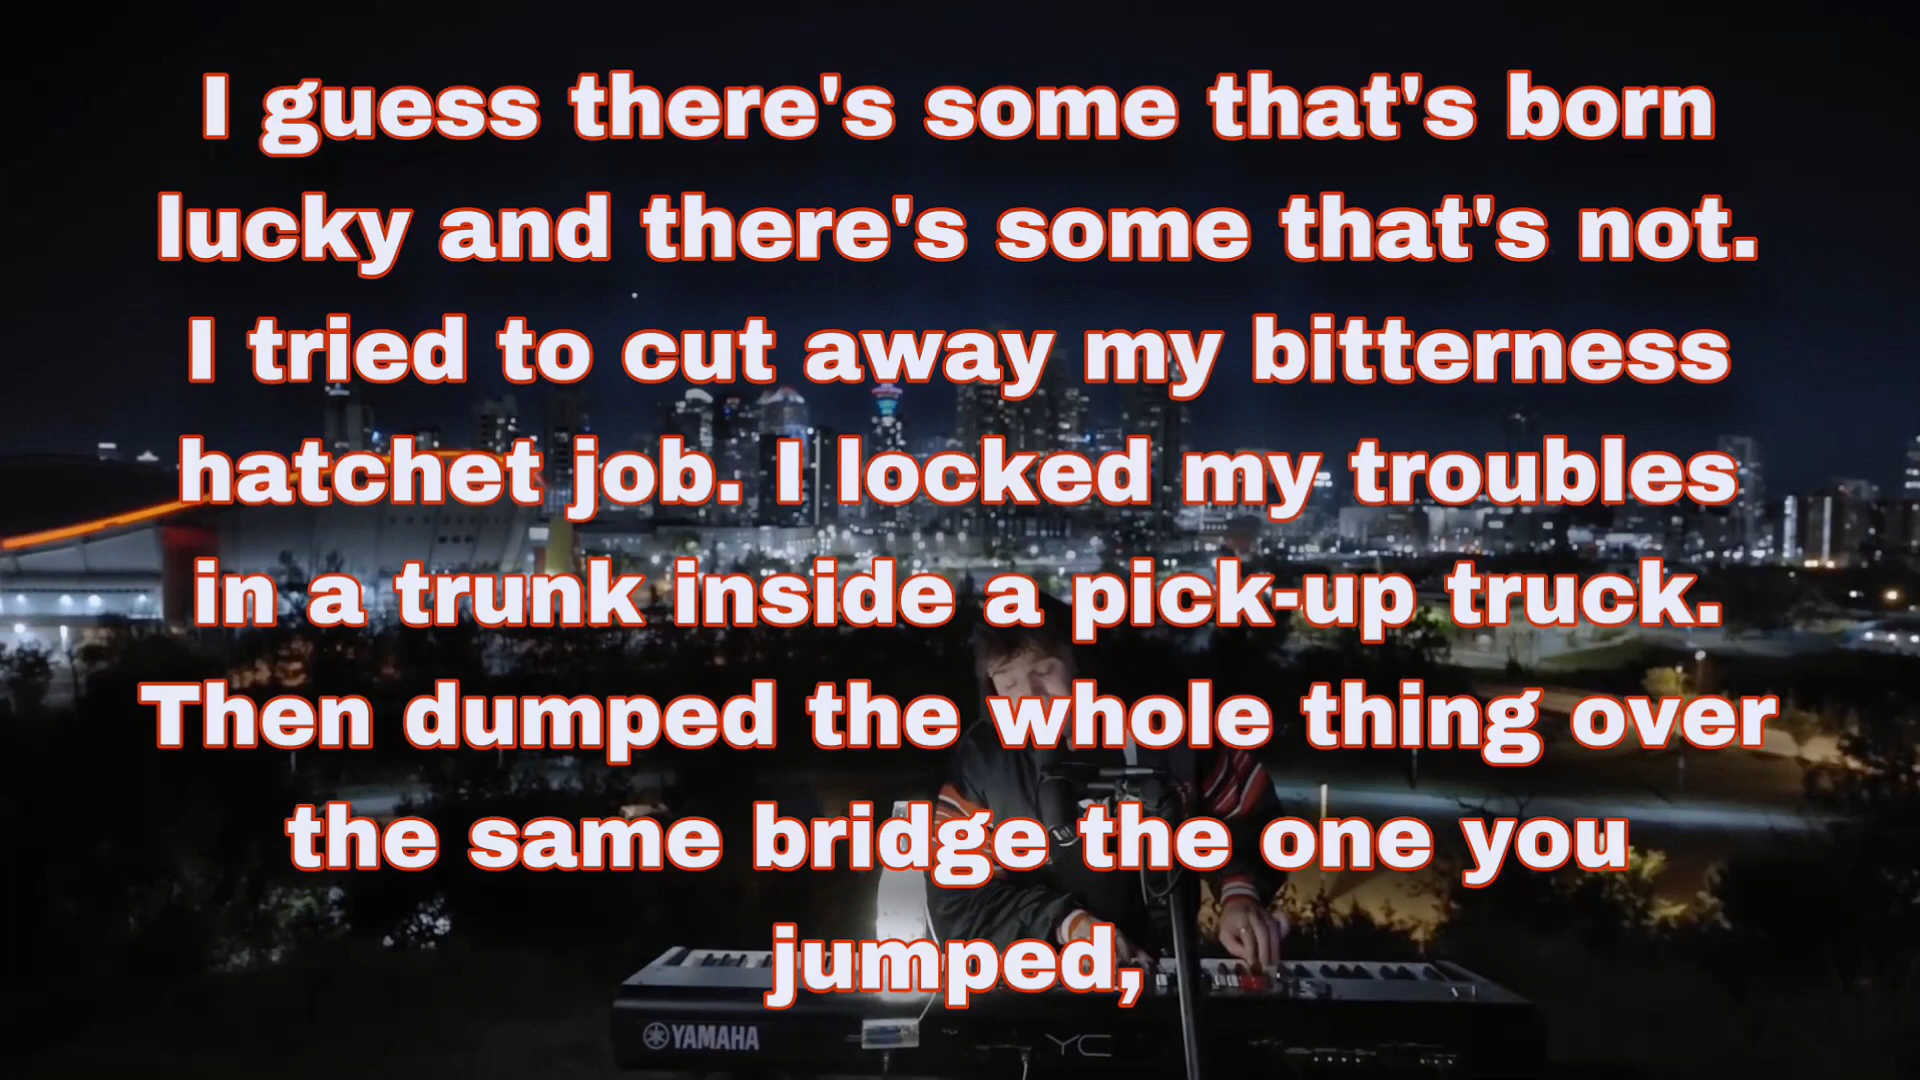 I guess there's some that's born
lucky and there's some that's not.
I tried to cut away my bitterness
hatchet job. I locked my troubles
in a trunk inside a pick-up truck.
Then dumped the whole thing over
the same bridge the one you
jumped,
YAMAHA
YC